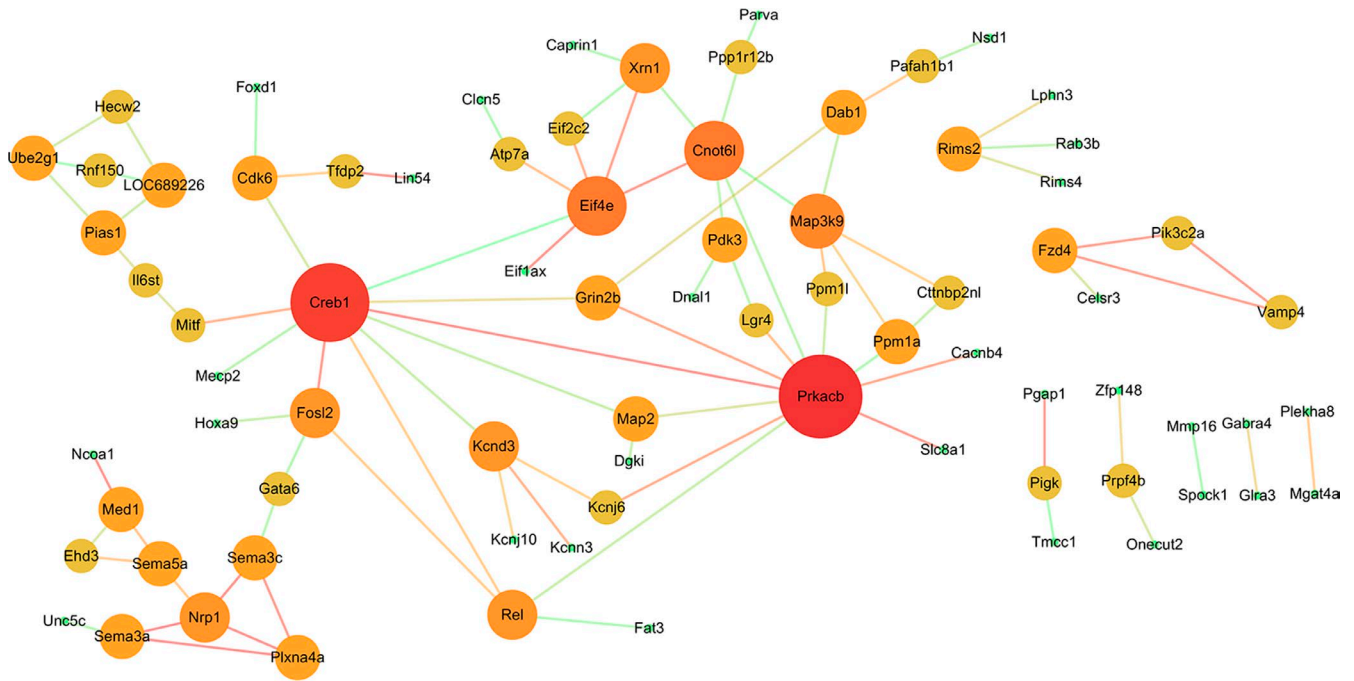 Parva
Caprin1
Nsd1
Xrn1
Ppp1r12b
Pafah1b1
Foxd1
Lphn3
Hecw2
Clcn5
Dab1
Eif2c2
Rab3b
Ube2g1
Rnf150
Atp7a
Cnot6l
Rims2
LOC689226
Cdk6
Tfdp2
Lin54
Rims4
Eif4e
Map3k9
Pias1
Pdk3
Pik3c2a
Fzd4
Eif1ax
Il6st
Creb1
Grin2b
Dnal1
Ppm1l
Cttnbp2nl
Celsr3
Vamp4
Mitf
Lgr4
Ppm1a
Cacnb4
Mecp2
Prkacb
Pgap1
Zfp148
Hoxa9
Fosl2
Map2
Plekha8
Mmp16
Gabra4
Kcnd3
Slc8a1
Ncoa1
Dgki
Gata6
Pigk
Prpf4b
Spock1
Glra3
Mgat4a
Med1
Kcnj6
Kcnj10
Kcnn3
Tmcc1
Onecut2
Ehd3
Sema5a
Sema3c
Unc5c
Nrp1
Rel
Fat3
Sema3a
Plxna4a